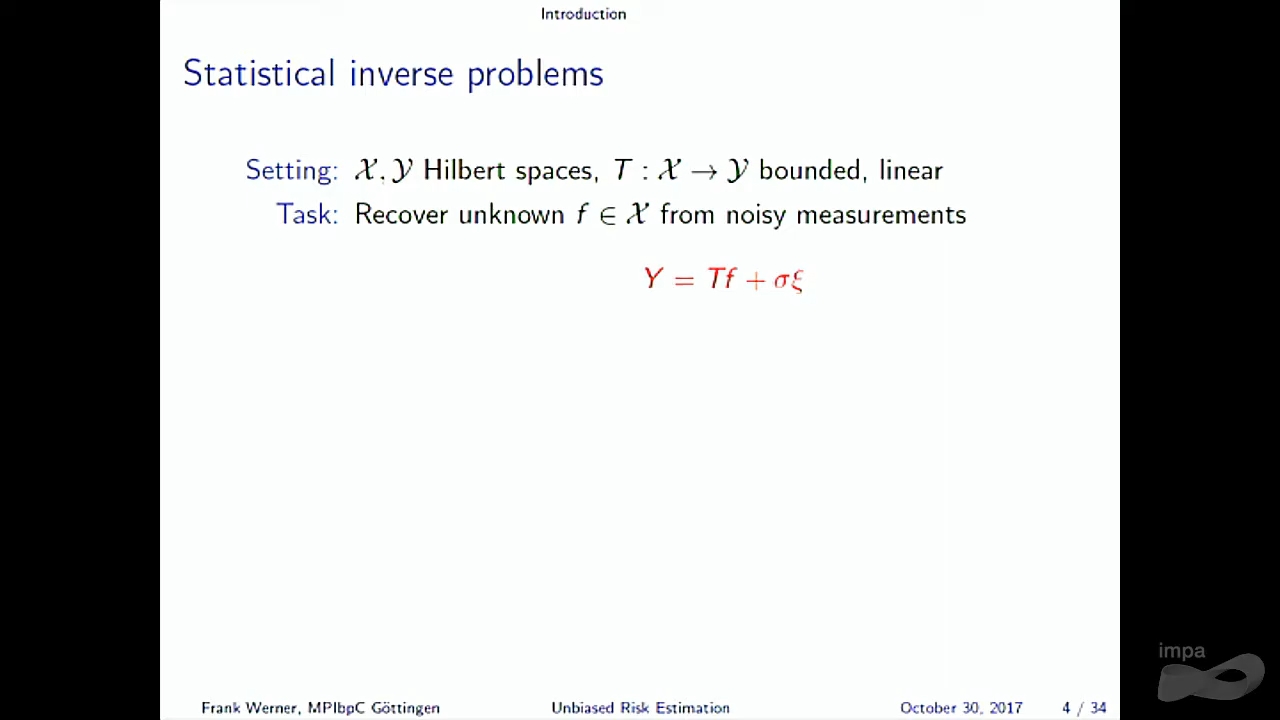 Introduction
Statistical inverse problems
Setting: 𝒳, 𝒴 Hilbert spaces, T : 𝒳 → 𝒴 bounded, linear
Task: Recover unknown f ∈ 𝒳 from noisy measurements
Y = Tf + σξ
impa
Frank Werner, MPIbpC Göttingen Unbiased Risk Estimation October 30, 2017 4 / 34